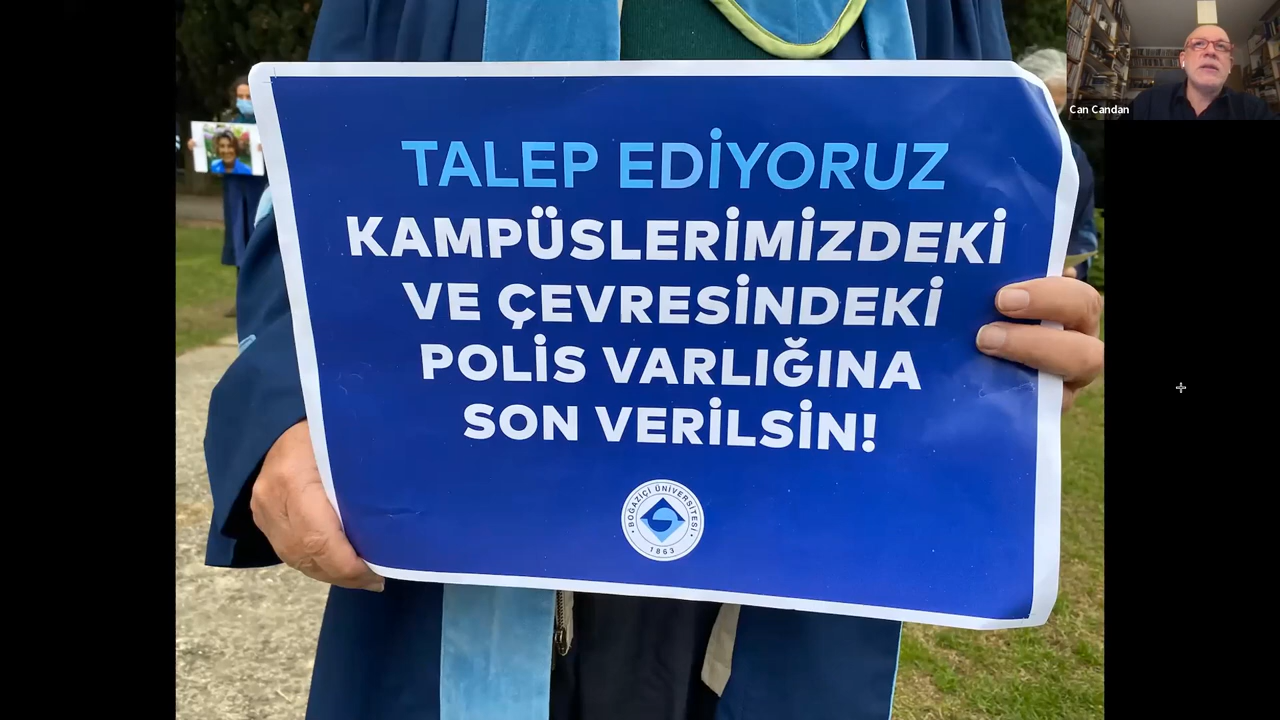 TALEP EDİYORUZ
KAMPÜSLERİMİZDEKİ
VE ÇEVRESİNDEKİ
POLİS VARLIĞINA
SON VERİLSİN!
BOĞAZİÇİ ÜNİVERSİTESİ
1863
Can Candan